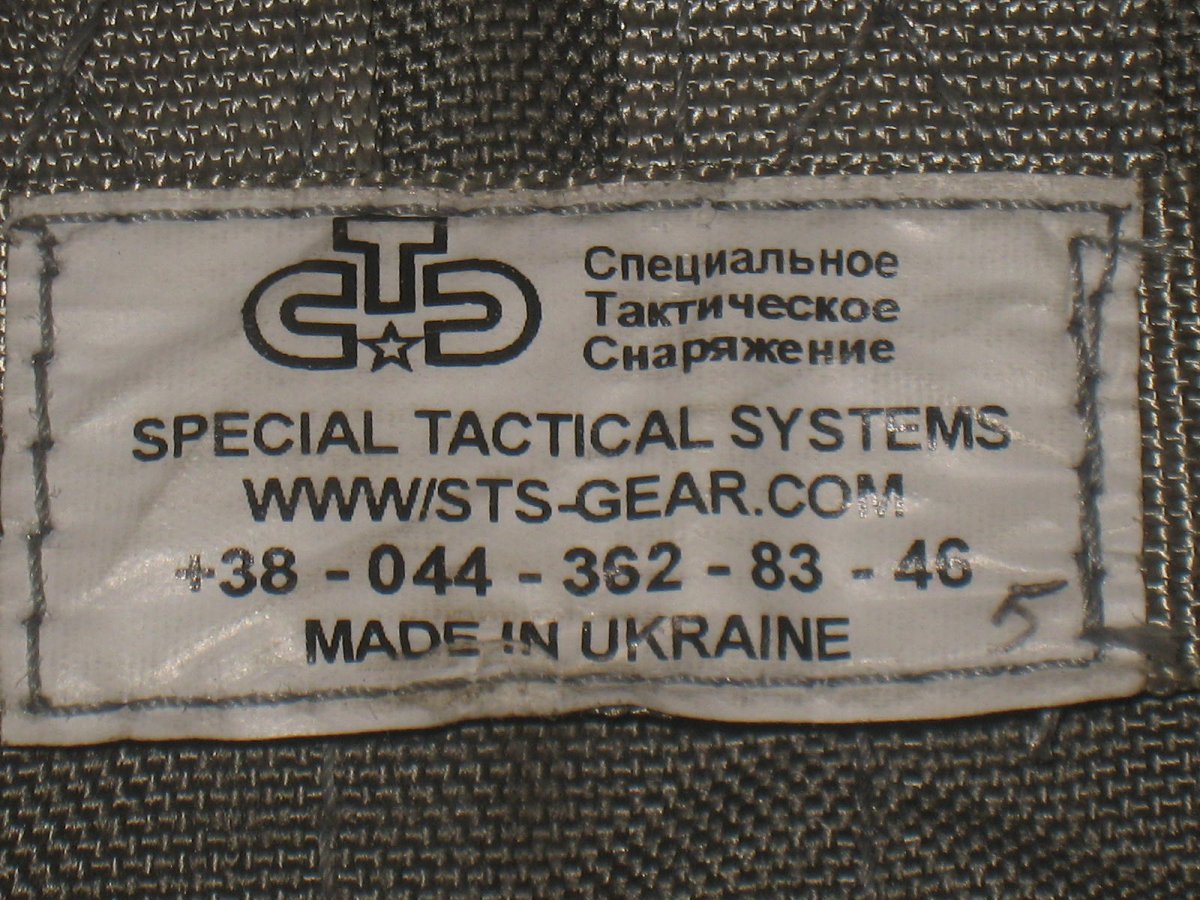 СТС
Специальное
Тактическое
Снаряжение
SPECIAL TACTICAL SYSTEMS
WWW/STS-GEAR.COM
+38 - 044 - 362 - 83 - 46
5
MADE IN UKRAINE